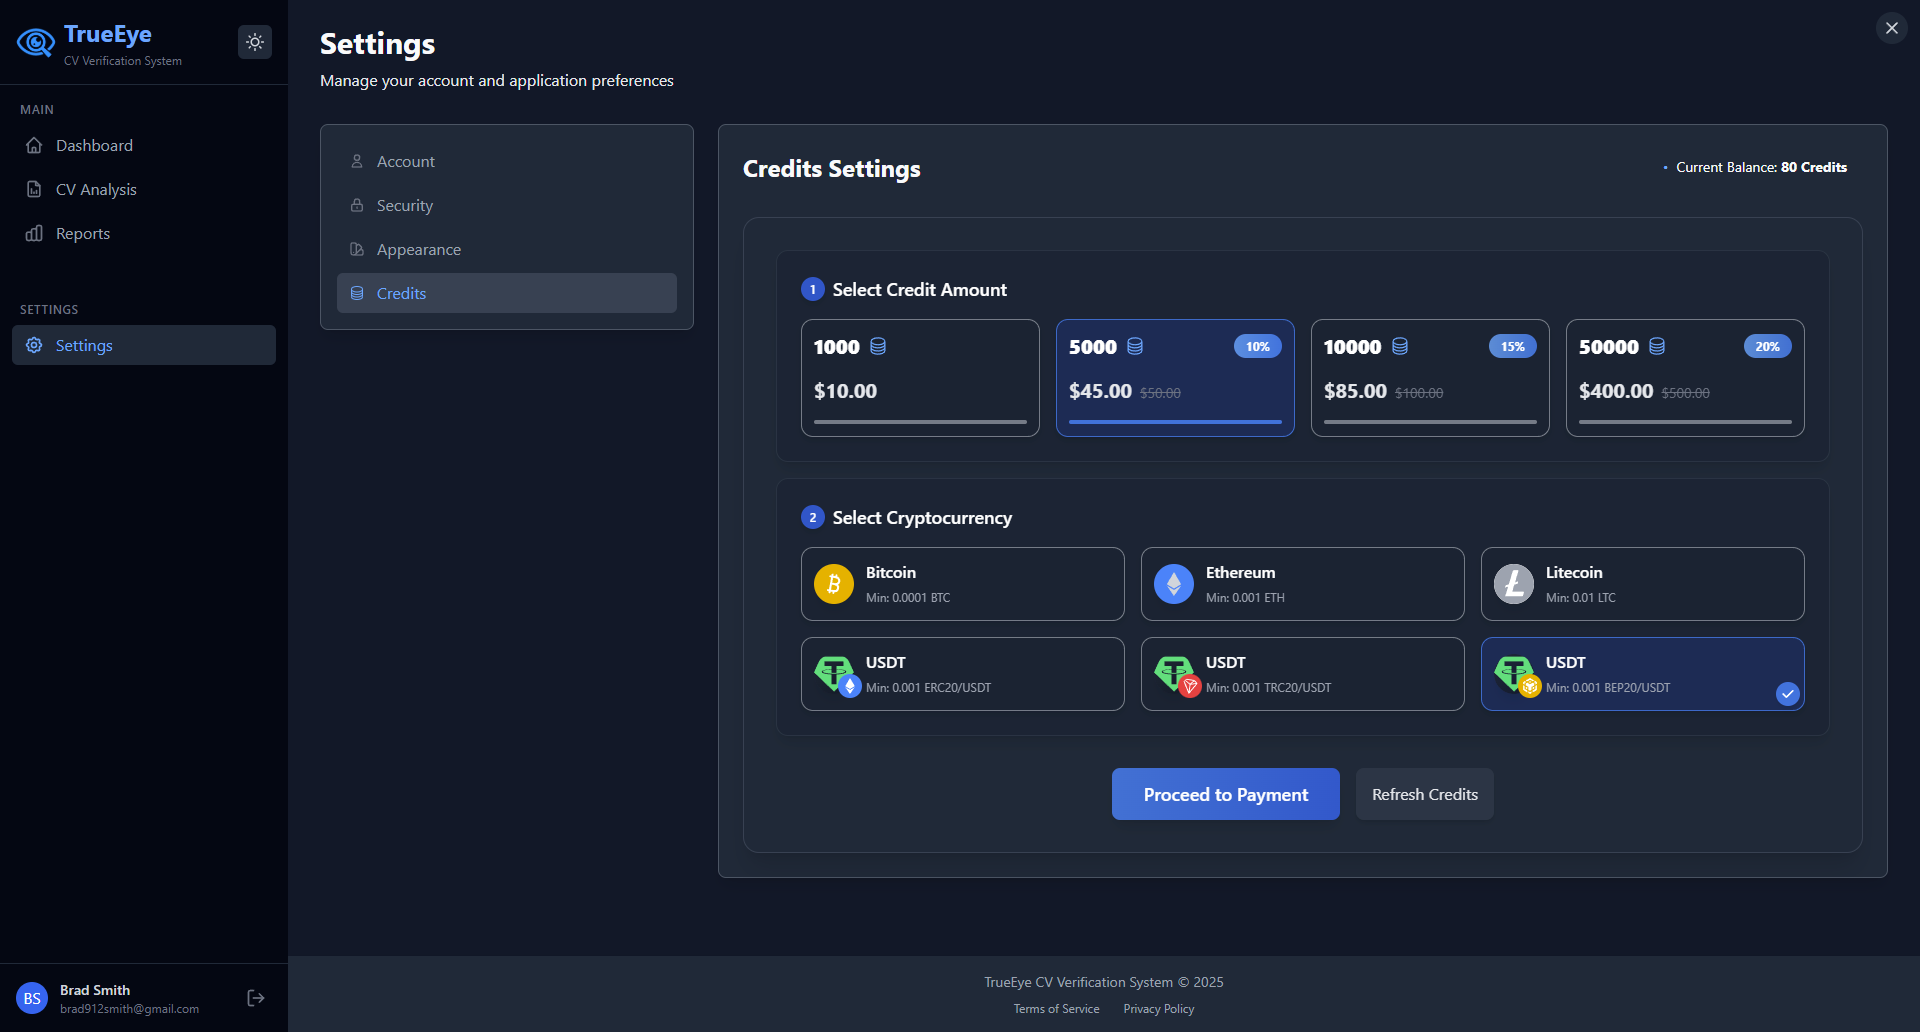 TrueEye
CV Verification System
MAIN
Dashboard
CV Analysis
Reports
SETTINGS
Settings
Brad Smith
brad912smith@gmail.com
BS
Settings
Manage your account and application preferences
Account
Security
Appearance
Credits
Credits Settings
• Current Balance: 80 Credits
1 Select Credit Amount
1000
$10.00
5000 10%
$45.00 $50.00
10000 15%
$85.00 $100.00
50000 20%
$400.00 $500.00
2 Select Cryptocurrency
Bitcoin
Min: 0.0001 BTC
Ethereum
Min: 0.001 ETH
Litecoin
Min: 0.01 LTC
USDT
Min: 0.001 ERC20/USDT
USDT
Min: 0.001 TRC20/USDT
USDT
Min: 0.001 BEP20/USDT
Proceed to Payment
Refresh Credits
TrueEye CV Verification System © 2025
Terms of Service Privacy Policy